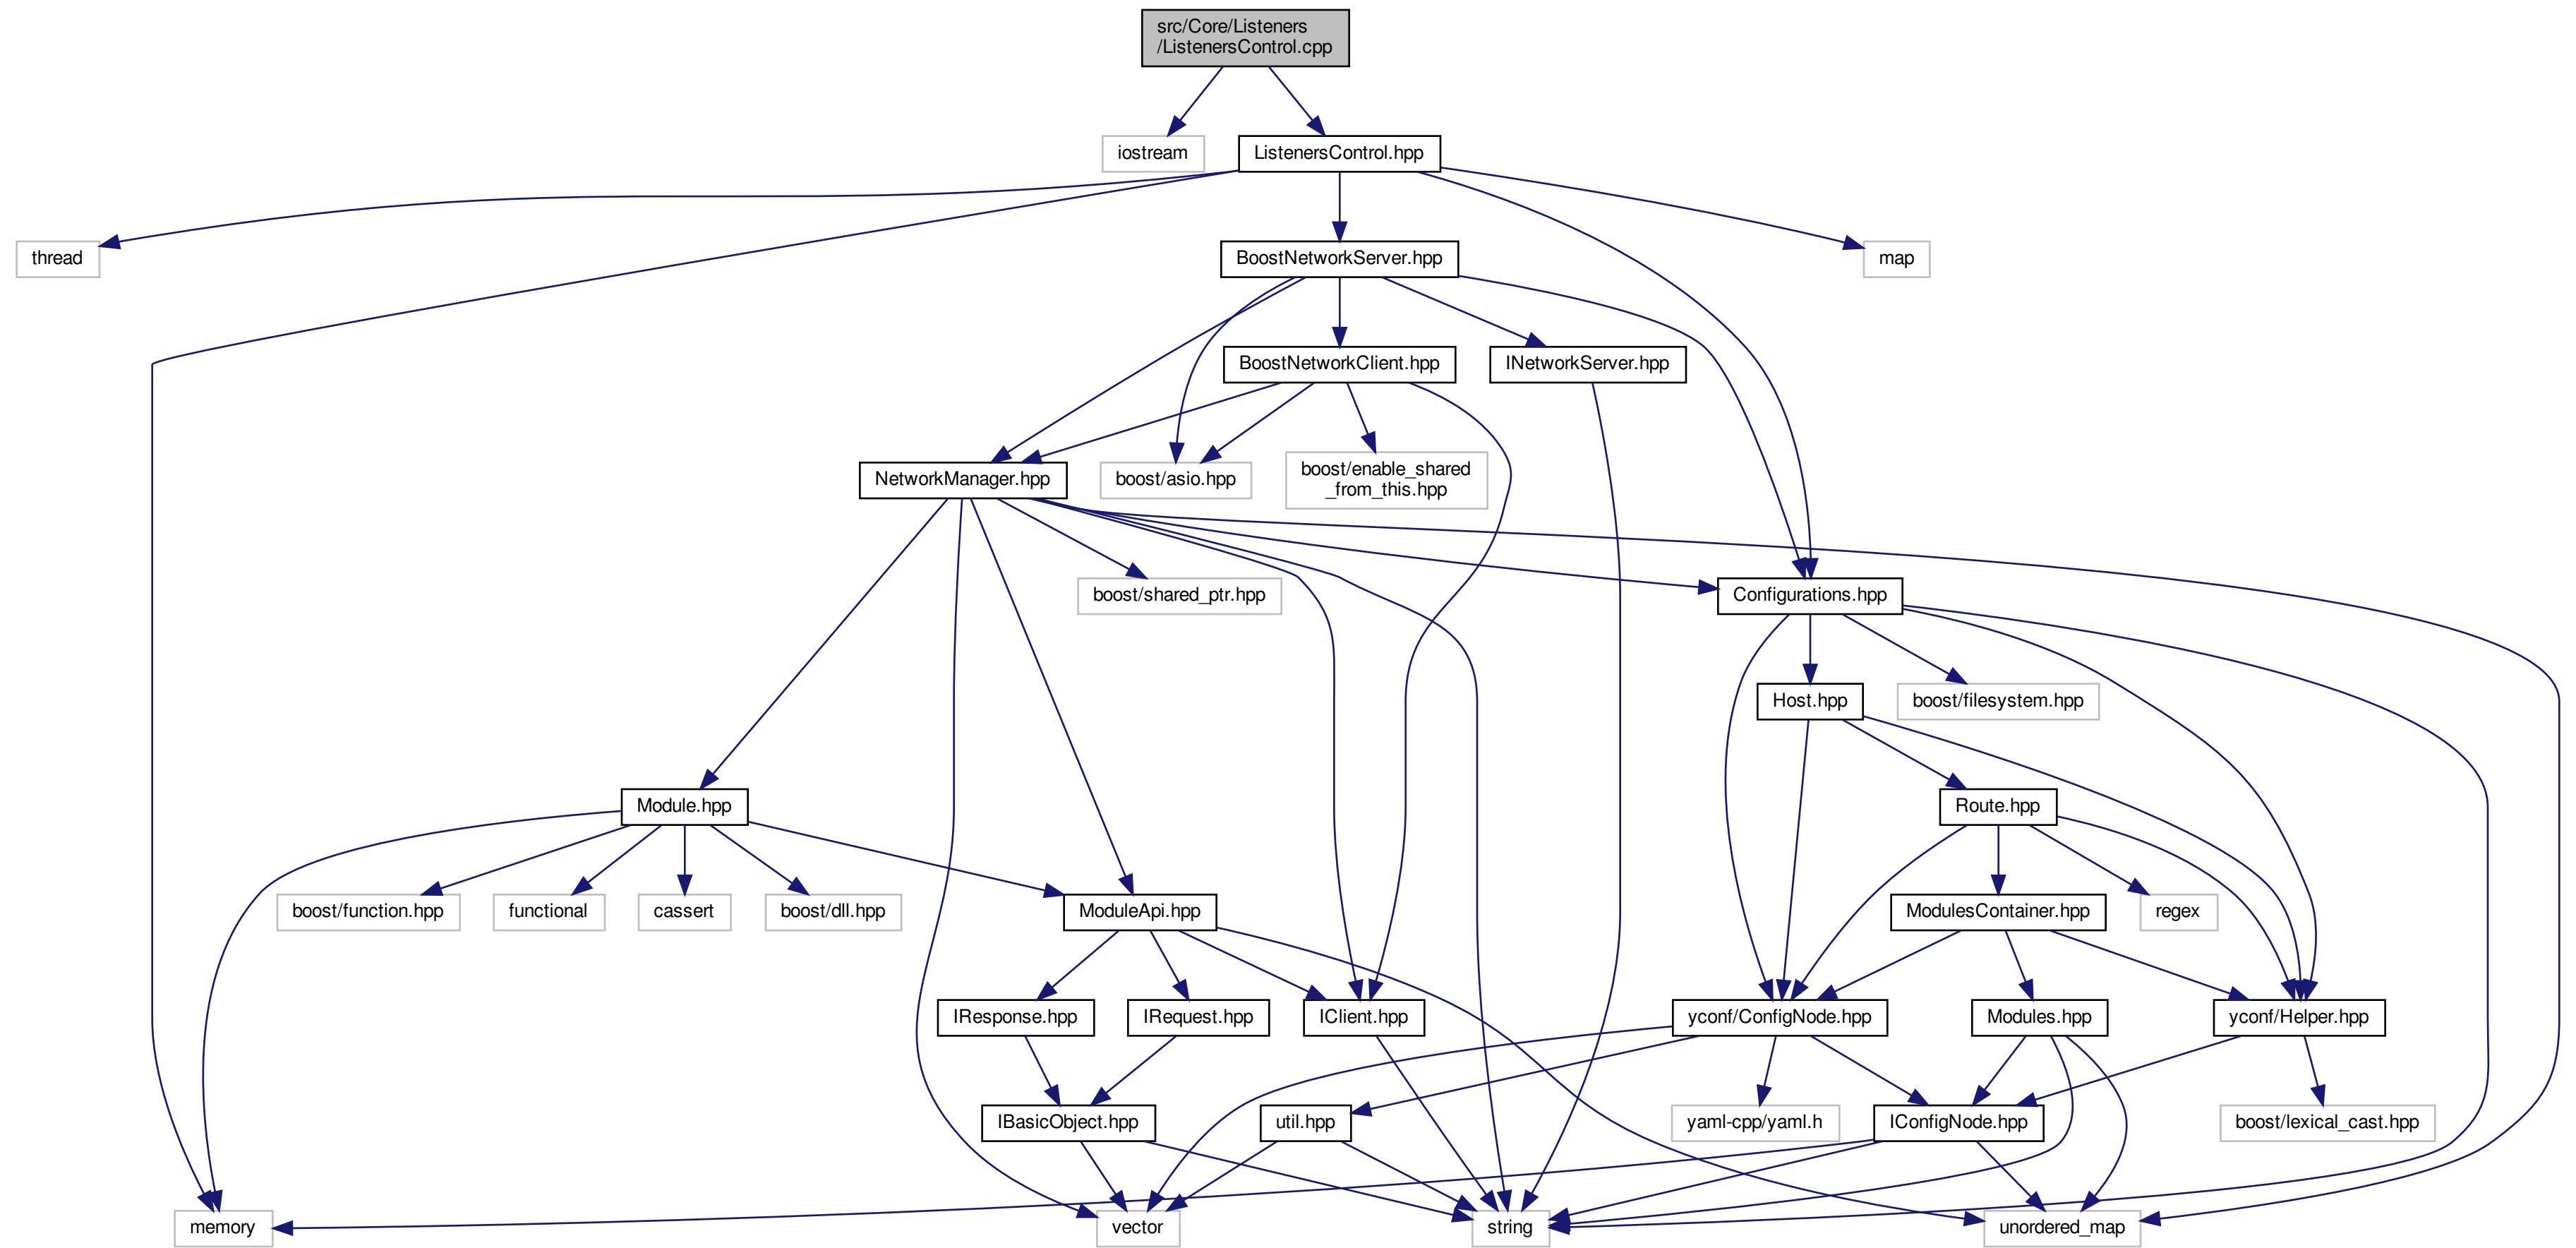 src/Core/Listeners
/ListenersControl.cpp
iostream
ListenersControl.hpp
thread
BoostNetworkServer.hpp
map
BoostNetworkClient.hpp
INetworkServer.hpp
NetworkManager.hpp
boost/asio.hpp
boost/enable_shared
_from_this.hpp
boost/shared_ptr.hpp
Configurations.hpp
Host.hpp
boost/filesystem.hpp
Module.hpp
Route.hpp
boost/function.hpp
functional
cassert
boost/dll.hpp
ModuleApi.hpp
ModulesContainer.hpp
regex
IResponse.hpp
IRequest.hpp
IClient.hpp
yconf/ConfigNode.hpp
Modules.hpp
yconf/Helper.hpp
IBasicObject.hpp
util.hpp
yaml-cpp/yaml.h
IConfigNode.hpp
boost/lexical_cast.hpp
memory
vector
string
unordered_map